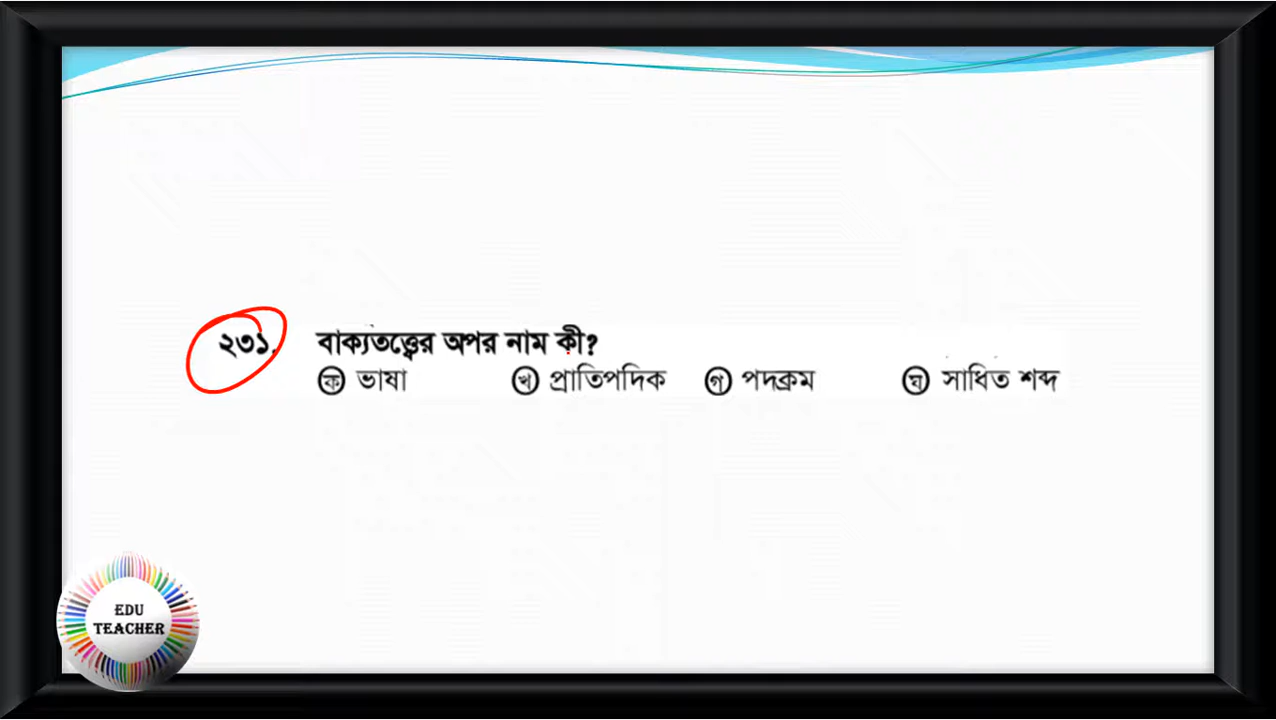 ২৩১. বাক্যতত্ত্বের অপর নাম কী?
ক ভাষা খ প্রাতিপদিক গ পদক্রম ঘ সাধিত শব্দ
EDU
TEACHER